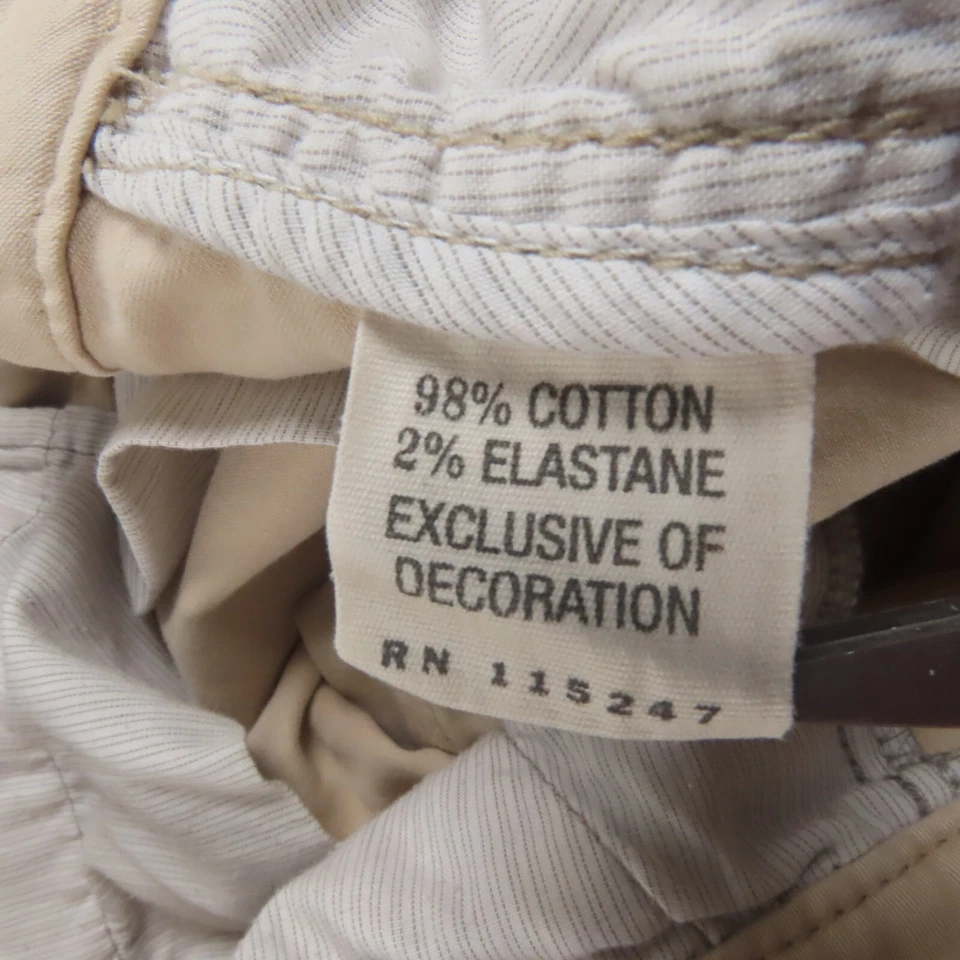 98% COTTON
2% ELASTANE
EXCLUSIVE OF
DECORATION
RN 115247